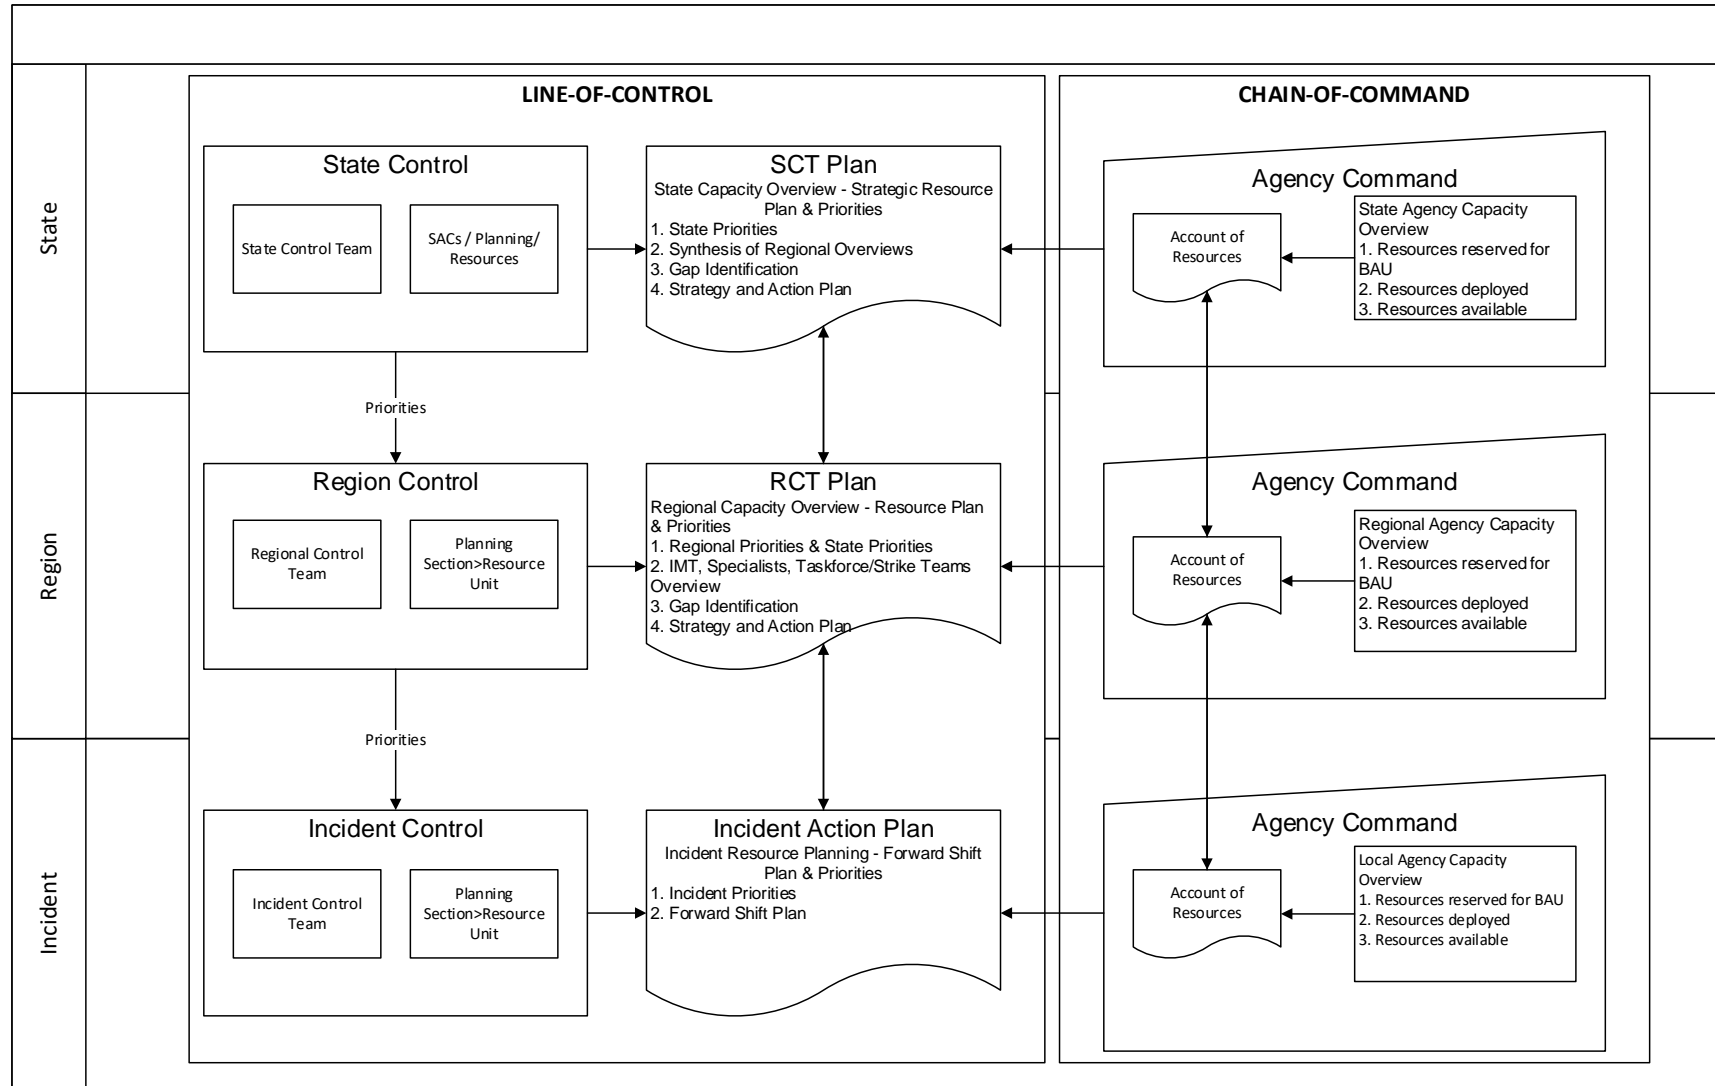 LINE-OF-CONTROL
CHAIN-OF-COMMAND
State
State Control
State Control Team
SACs / Planning/
Resources
SCT Plan
State Capacity Overview - Strategic Resource
Plan & Priorities
1. State Priorities
2. Synthesis of Regional Overviews
3. Gap Identification
4. Strategy and Action Plan
Agency Command
Account of
Resources
State Agency Capacity
Overview
1. Resources reserved for
BAU
2. Resources deployed
3. Resources available
Priorities
Region
Region Control
Regional Control
Team
Planning
Section>Resource
Unit
RCT Plan
Regional Capacity Overview - Resource Plan
& Priorities
1. Regional Priorities & State Priorities
2. IMT, Specialists, Taskforce/Strike Teams
Overview
3. Gap Identification
4. Strategy and Action Plan
Agency Command
Account of
Resources
Regional Agency Capacity
Overview
1. Resources reserved for
BAU
2. Resources deployed
3. Resources available
Priorities
Incident
Incident Control
Incident Control
Team
Planning
Section>Resource
Unit
Incident Action Plan
Incident Resource Planning - Forward Shift
Plan & Priorities
1. Incident Priorities
2. Forward Shift Plan
Agency Command
Account of
Resources
Local Agency Capacity
Overview
1. Resources reserved for BAU
2. Resources deployed
3. Resources available